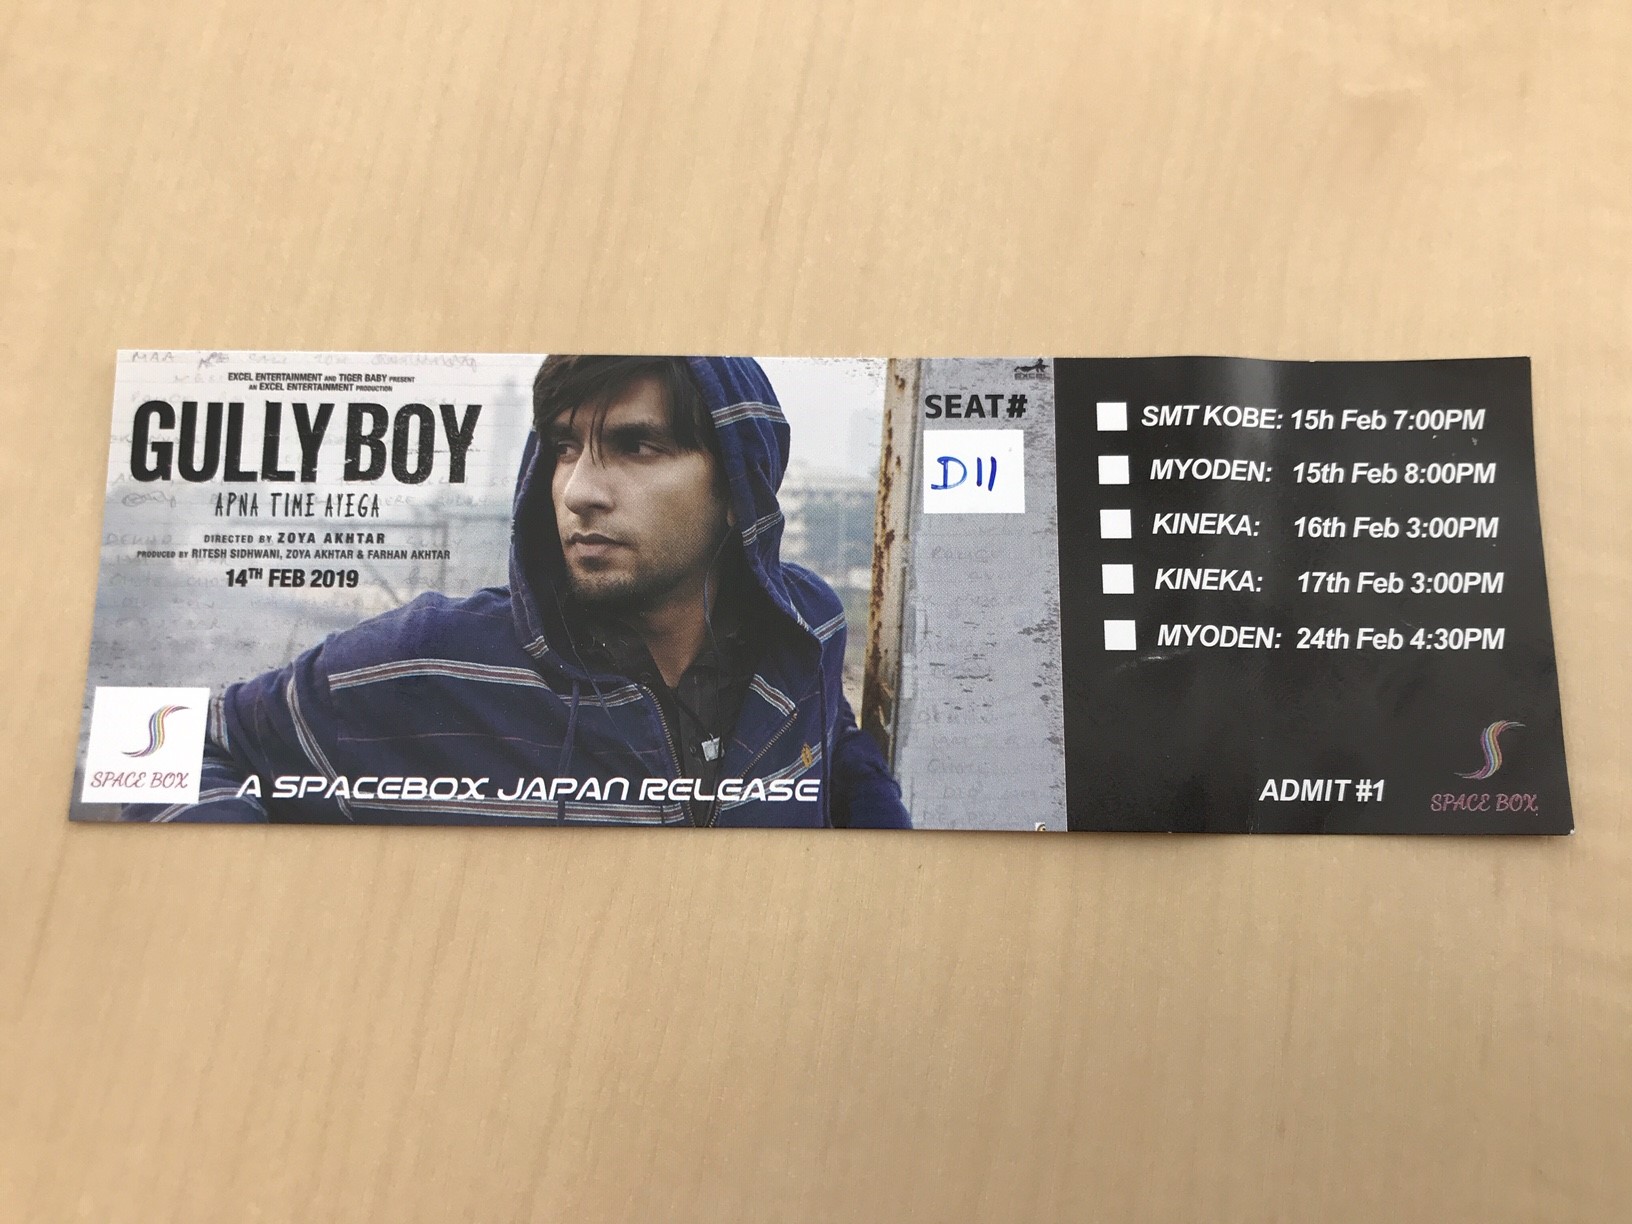 EXCEL ENTERTAINMENT AND TIGER BABY PRESENT
AN EXCEL ENTERTAINMENT PRODUCTION
GULLY BOY
APNA TIME AYEGA
DIRECTED BY ZOYA AKHTAR
PRODUCED BY RITESH SIDHWANI, ZOYA AKHTAR & FARHAN AKHTAR
14TH FEB 2019
SPACE BOX
A SPACEBOX JAPAN RELEASE
EXCEL
SEAT#
D11
SMT KOBE: 15h Feb 7:00PM
MYODEN: 15th Feb 8:00PM
KINEKA: 16th Feb 3:00PM
KINEKA: 17th Feb 3:00PM
MYODEN: 24th Feb 4:30PM
ADMIT #1
SPACE BOX